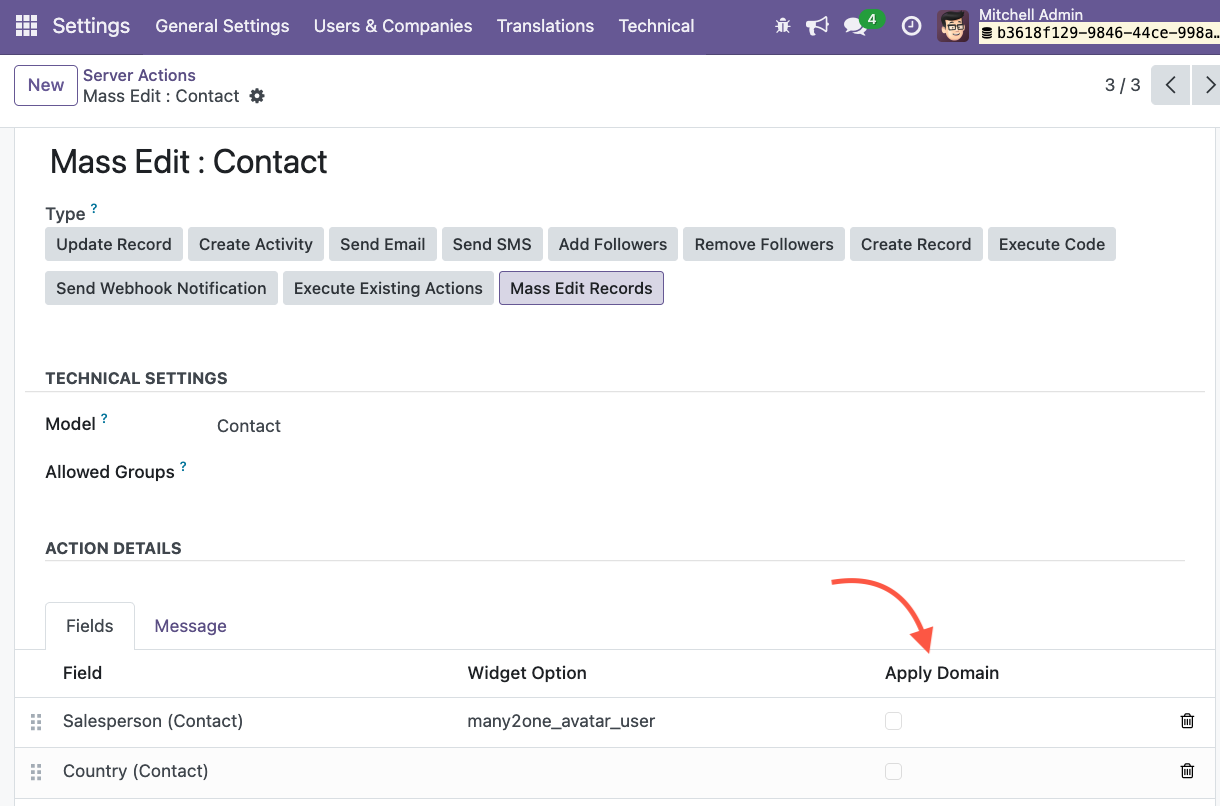 Settings General Settings Users & Companies Translations Technical 4 Mitchell Admin
b3618f129-9846-44ce-998a…
New Server Actions
Mass Edit : Contact 3 / 3
Mass Edit : Contact
Type ?
Update Record Create Activity Send Email Send SMS Add Followers Remove Followers Create Record Execute Code
Send Webhook Notification Execute Existing Actions Mass Edit Records
TECHNICAL SETTINGS
Model ? Contact
Allowed Groups ?
ACTION DETAILS
Fields Message
Field Widget Option Apply Domain
Salesperson (Contact) many2one_avatar_user
Country (Contact)